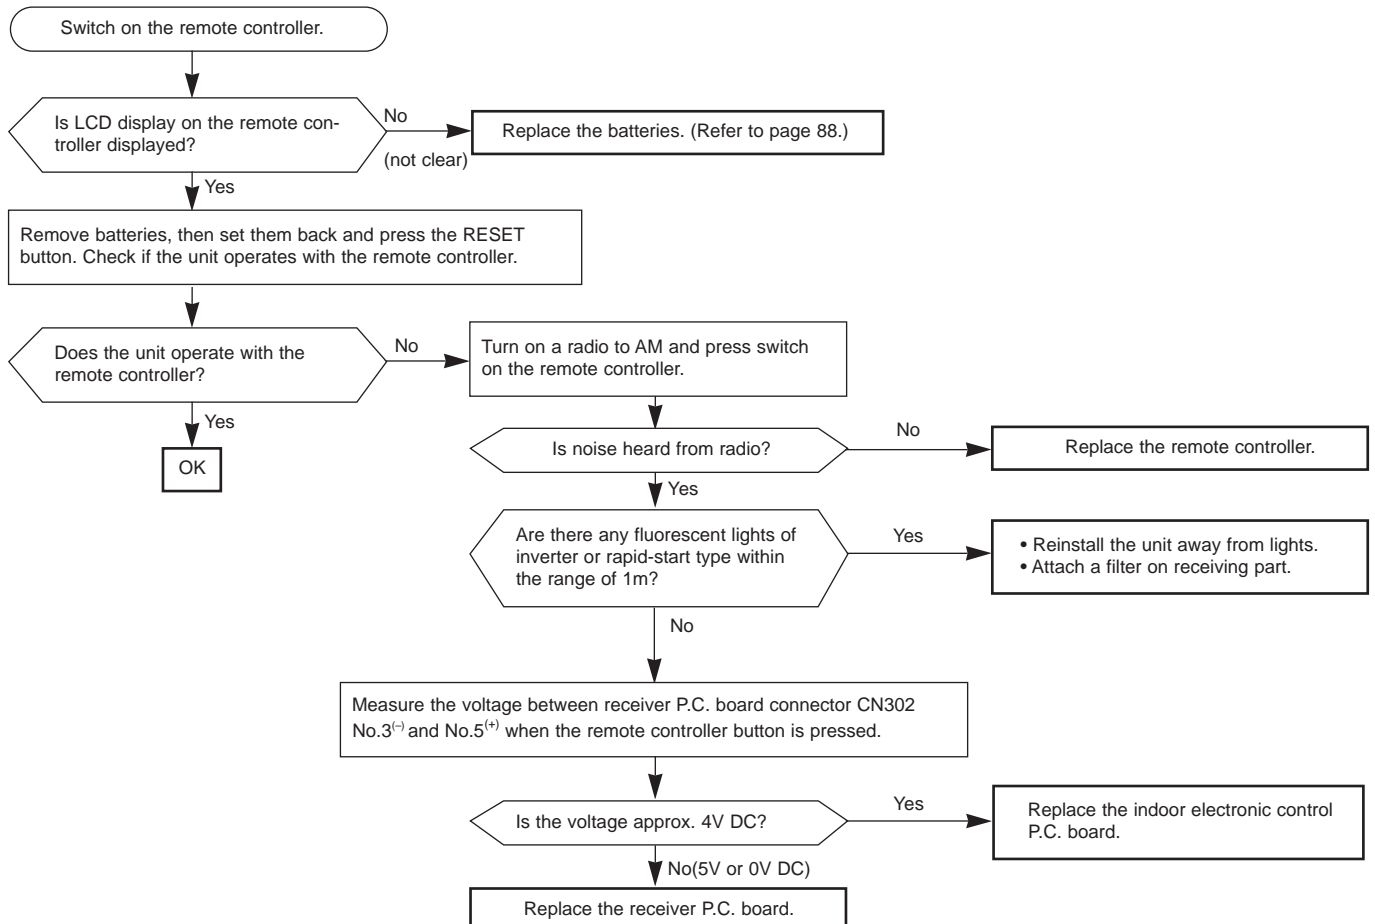 Switch on the remote controller.
Is LCD display on the remote con-
troller displayed?
No
(not clear)
Replace the batteries. (Refer to page 88.)
Yes
Remove batteries, then set them back and press the RESET
button. Check if the unit operates with the remote controller.
Does the unit operate with the
remote controller?
No
Turn on a radio to AM and press switch
on the remote controller.
Yes
OK
Is noise heard from radio?
No
Replace the remote controller.
Yes
Are there any fluorescent lights of
inverter or rapid-start type within
the range of 1m?
Yes
• Reinstall the unit away from lights.
• Attach a filter on receiving part.
No
Measure the voltage between receiver P.C. board connector CN302
No.3(–) and No.5(+) when the remote controller button is pressed.
Is the voltage approx. 4V DC?
Yes
Replace the indoor electronic control
P.C. board.
No(5V or 0V DC)
Replace the receiver P.C. board.